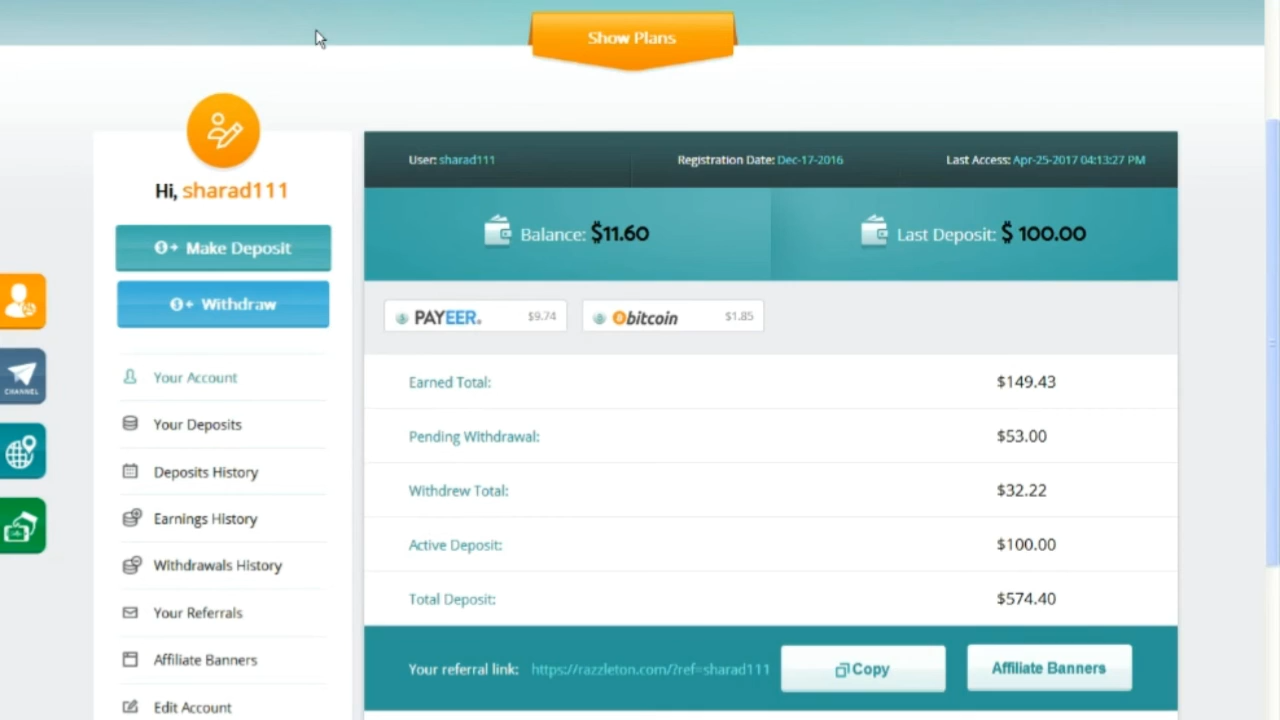 Show Plans
Hi, sharad111
Make Deposit
Withdraw
CHANNEL
Your Account
Your Deposits
Deposits History
Earnings History
Withdrawals History
Your Referrals
Affiliate Banners
Edit Account
User: sharad111 Registration Date: Dec-17-2016 Last Access: Apr-25-2017 04:13:27 PM
Balance: $11.60 Last Deposit: $ 100.00
PAYEER. $9.74 bitcoin $1.85
Earned Total: $149.43
Pending Withdrawal: $53.00
Withdrew Total: $32.22
Active Deposit: $100.00
Total Deposit: $574.40
Your referral link: https://razzleton.com/?ref=sharad111 Copy Affiliate Banners